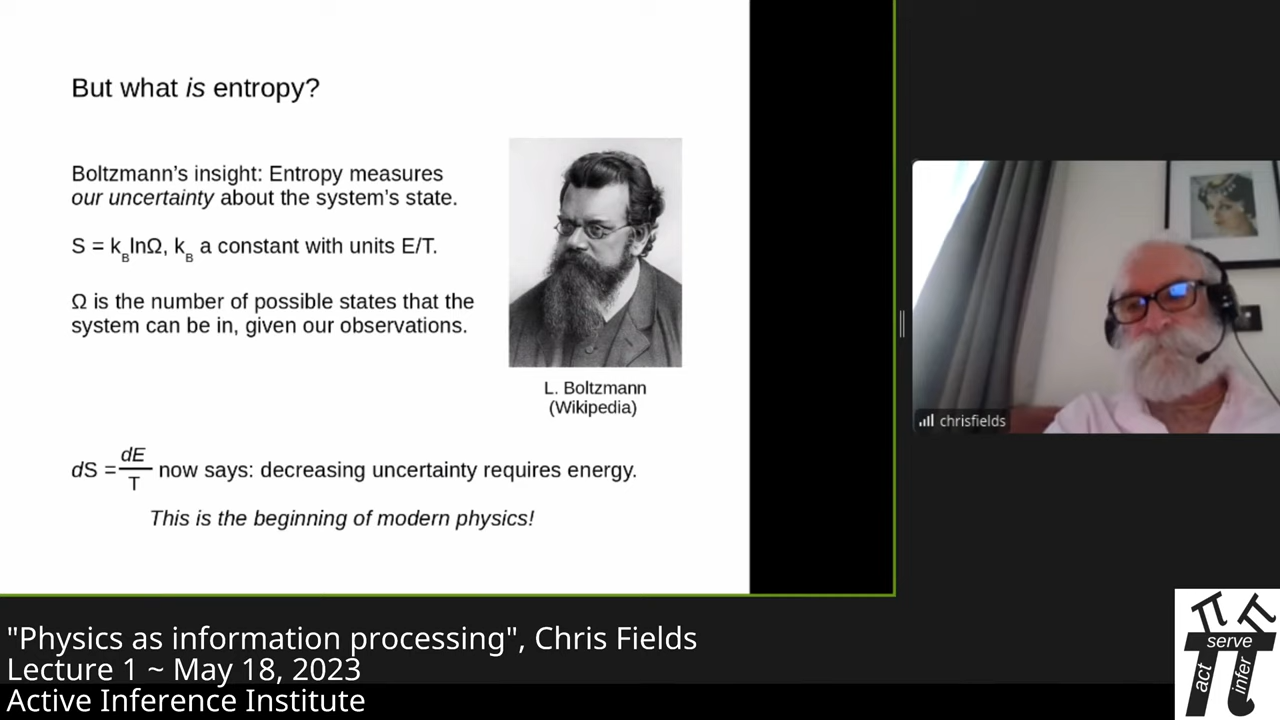 But what is entropy?
Boltzmann's insight: Entropy measures
our uncertainty about the system's state.
S = k_B lnΩ, k_B a constant with units E/T.
Ω is the number of possible states that the
system can be in, given our observations.
L. Boltzmann
(Wikipedia)
dS = dE/T now says: decreasing uncertainty requires energy.
This is the beginning of modern physics!
chrisfields
"Physics as information processing", Chris Fields
Lecture 1 ~ May 18, 2023
Active Inference Institute
serve
act
infer